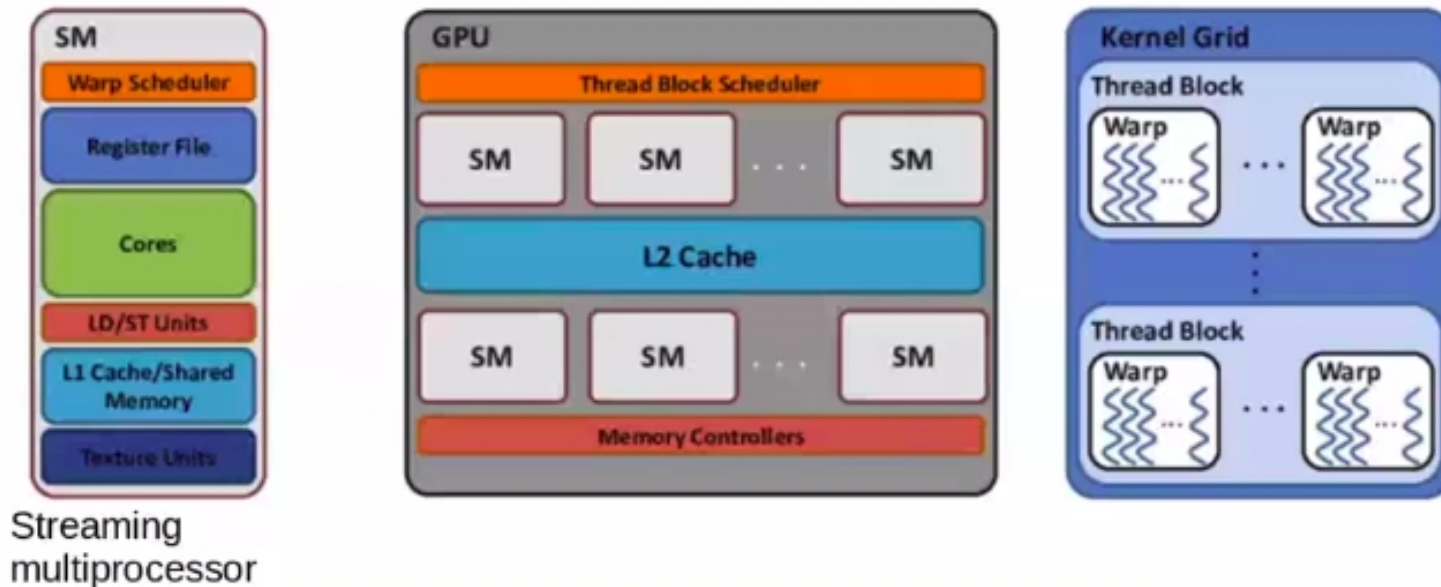 SM
Warp Scheduler
Register File
Cores
LD/ST Units
L1 Cache/Shared
Memory
Texture Units
Streaming
multiprocessor
GPU
Thread Block Scheduler
SM
SM
. . .
SM
L2 Cache
SM
SM
. . .
SM
Memory Controllers
Kernel Grid
Thread Block
Warp
...
...
Warp
...
Thread Block
Warp
...
...
Warp
...